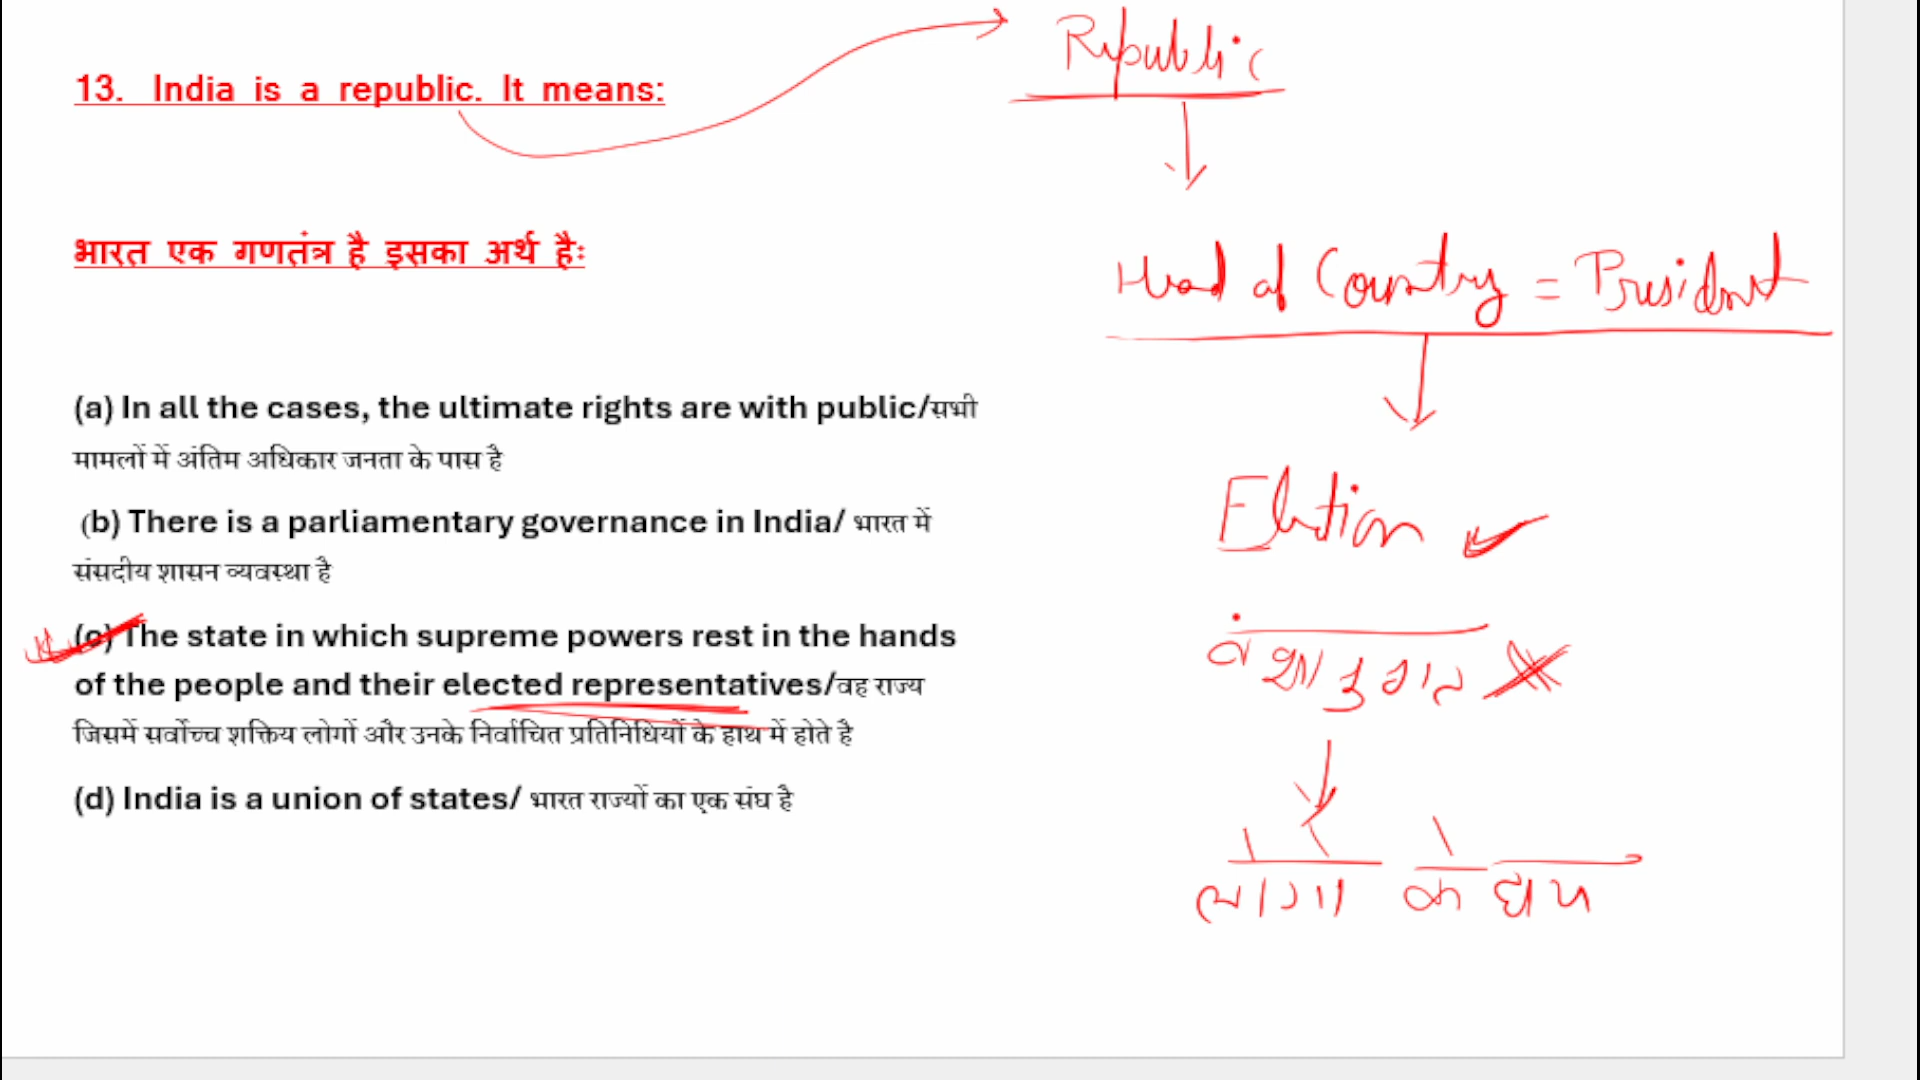 13. India is a republic. It means:
Republic
भारत एक गणतंत्र है इसका अर्थ है:
Head of Country = President
(a) In all the cases, the ultimate rights are with public/सभी
मामलों में अंतिम अधिकार जनता के पास है
(b) There is a parliamentary governance in India/ भारत में
संसदीय शासन व्यवस्था है
Election
(c) The state in which supreme powers rest in the hands
of the people and their elected representatives/वह राज्य
जिसमें सर्वोच्च शक्तिय लोगों और उनके निर्वाचित प्रतिनिधियों के हाथ में होते है
वंशानुगत
(d) India is a union of states/ भारत राज्यों का एक संघ है
लोगो के